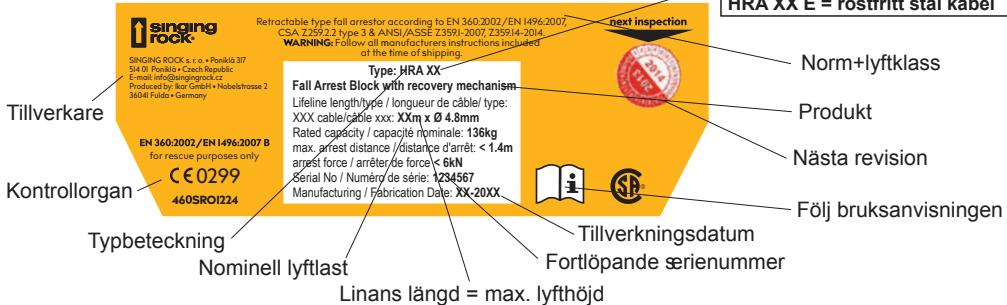 HRA XX E = rostfritt stål kabel
singing
rock
Retractable type fall arrestor according to EN 360:2002/EN 1496:2007,
CSA Z259.2.2 type 3 & ANSI/ASSE Z359.1-2007, Z359.14-2014.
WARNING: Follow all manufacturers instructions included
at the time of shipping.
next inspection
2014
SINGING ROCK s. r. o. • Poniklá 317
514 01 Poniklá • Czech Republic
E-mail: info@singingrock.cz
Produced by: Ikar GmbH • Nobelstrasse 2
36041 Fulda • Germany
Type: HRA XX
Fall Arrest Block with recovery mechanism
Lifeline length/type / longueur de câble/ type:
XXX cable/câble xxx: XXm x Ø 4.8mm
Rated capacity / capacité nominale: 136kg
max. arrest distance / distance d'arrêt: < 1.4m
arrest force / arrêter de force < 6kN
Serial No / Numéro de série: 1234567
Manufacturing / Fabrication Date: XX-20XX
EN 360:2002/EN 1496:2007 B
for rescue purposes only
CE 0299
460SRO1224
i
CSA
Norm+lyftklass
Produkt
Nästa revision
Följ bruksanvisningen
Tillverkare
Kontrollorgan
Typbeteckning
Tillverkningsdatum
Nominell lyftlast
Fortlöpande serienummer
Linans längd = max. lyfthöjd